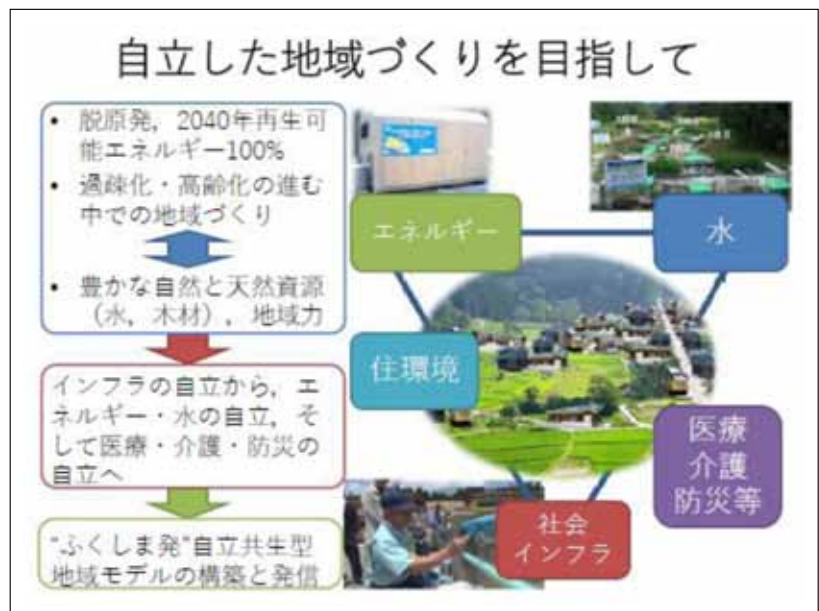 自立した地域づくりを目指して
• 脱原発，2040年再生可
能エネルギー100%
• 過疎化・高齢化の進む
中での地域づくり
• 豊かな自然と天然資源
（水，木材），地域力
インフラの自立から，エ
ネルギー・水の自立，そ
して医療・介護・防災の
自立へ
“ふくしま発”自立共生型
地域モデルの構築と発信
エネルギー
水
住環境
医療
介護
防災等
社会
インフラ